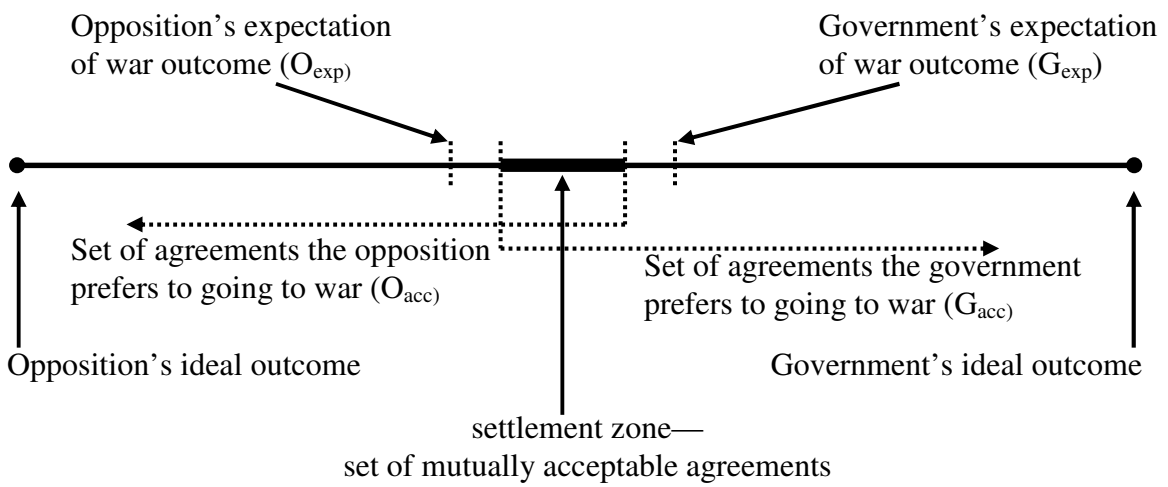 Opposition’s expectation
of war outcome (Oexp)
Government’s expectation
of war outcome (Gexp)
Set of agreements the opposition
prefers to going to war (Oacc)
Set of agreements the government
prefers to going to war (Gacc)
Opposition’s ideal outcome
Government’s ideal outcome
settlement zone—
set of mutually acceptable agreements